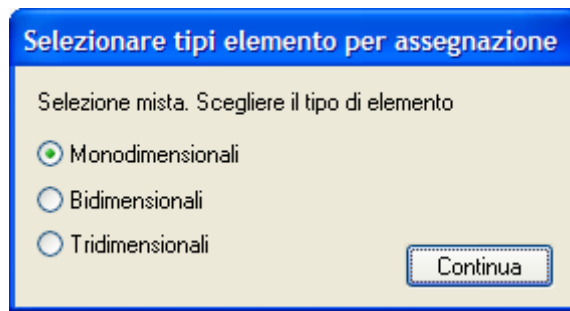 Selezionare tipi elemento per assegnazione
Selezione mista. Scegliere il tipo di elemento
Monodimensionali
Bidimensionali
Tridimensionali
Continua